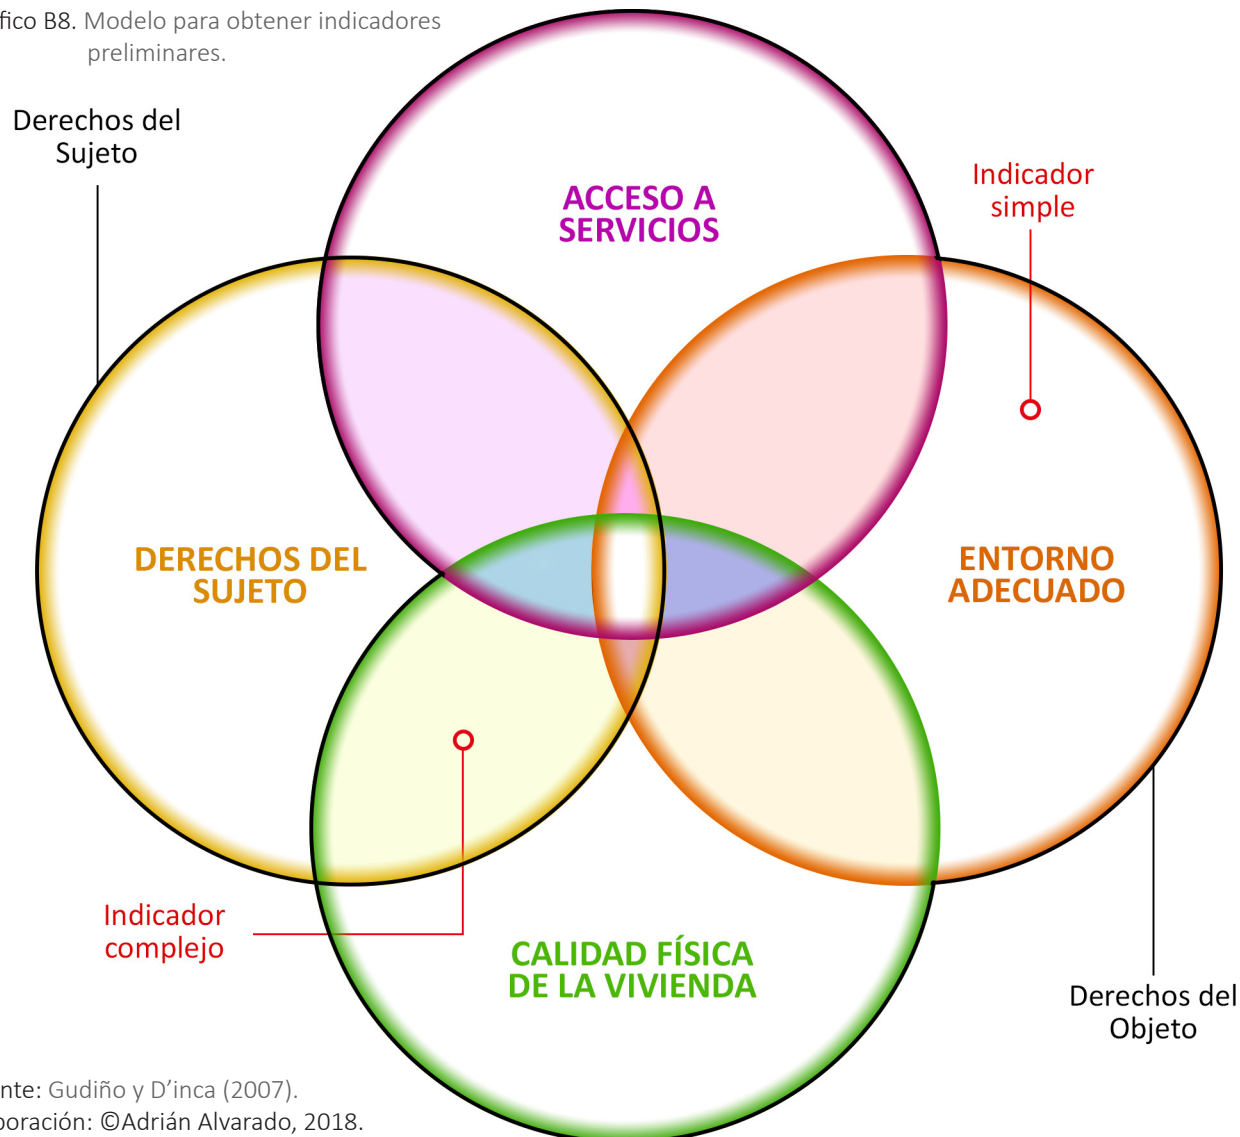 fico B8. Modelo para obtener indicadores
preliminares.
Derechos del
Sujeto
ACCESO A
SERVICIOS
Indicador
simple
DERECHOS DEL
SUJETO
ENTORNO
ADECUADO
Indicador
complejo
CALIDAD FÍSICA
DE LA VIVIENDA
Derechos del
Objeto
nte: Gudiño y D’inca (2007).
boración: ©Adrián Alvarado, 2018.